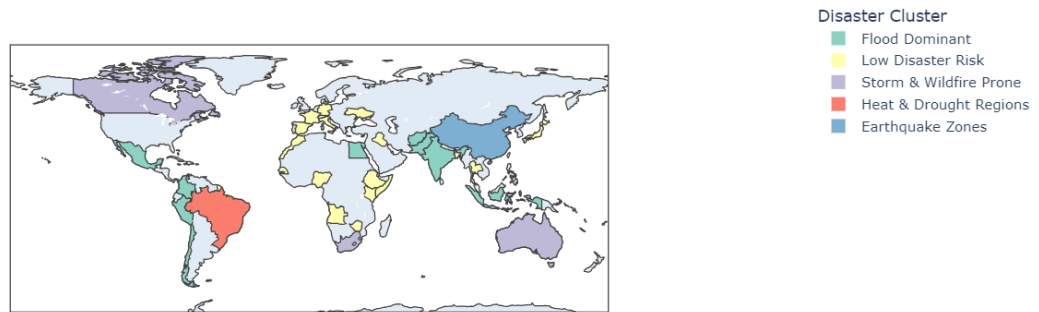 Disaster Cluster
Flood Dominant
Low Disaster Risk
Storm & Wildfire Prone
Heat & Drought Regions
Earthquake Zones